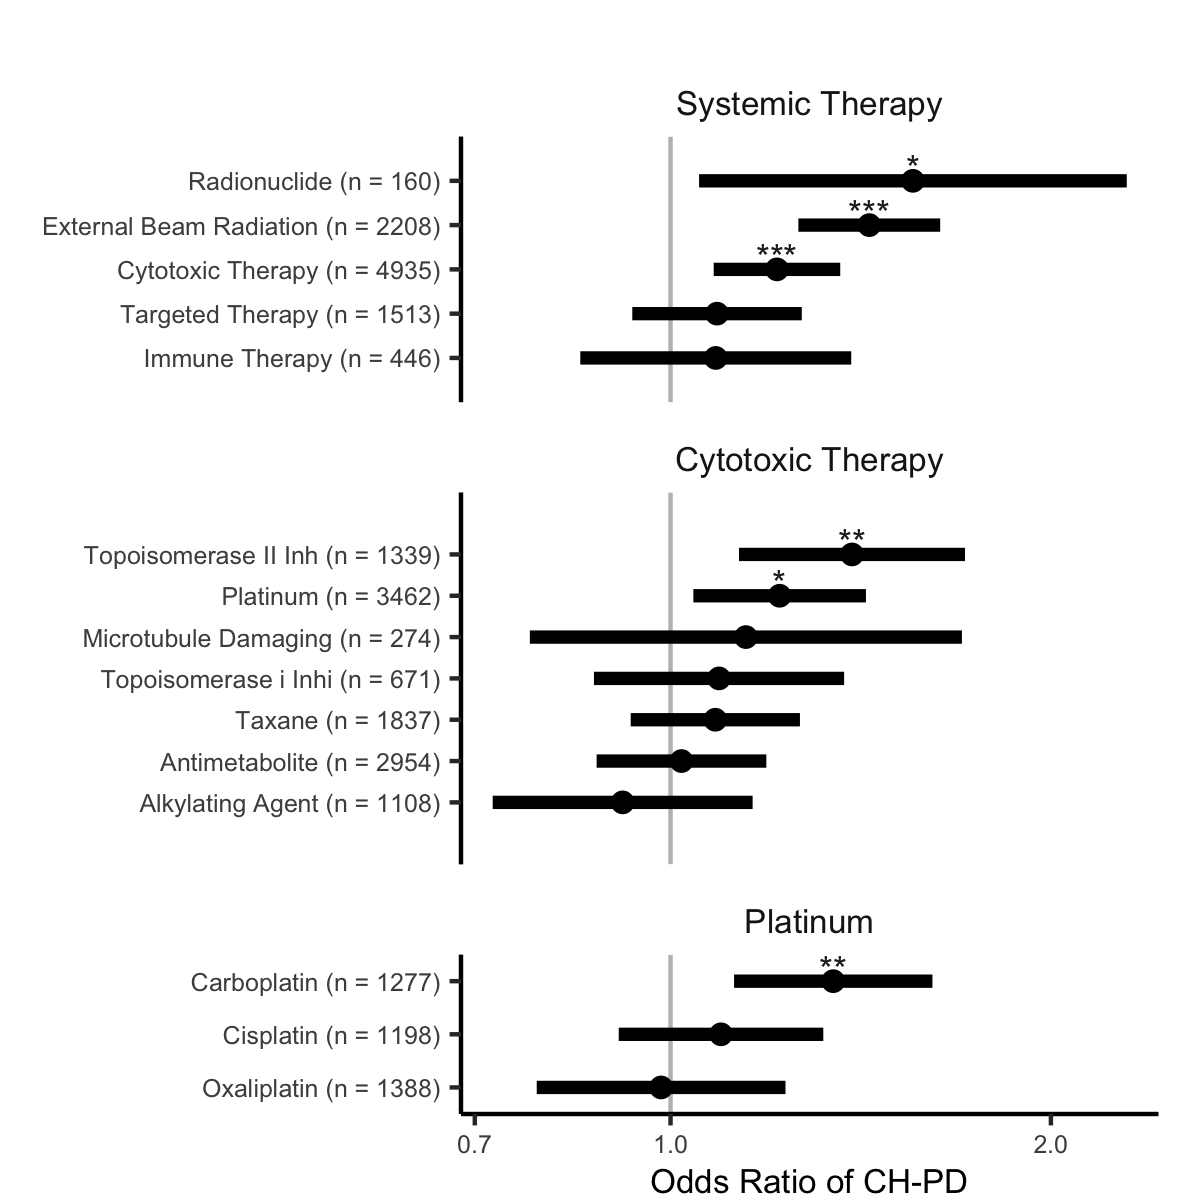 Systemic Therapy
*
Radionuclide (n = 160)
***
External Beam Radiation (n = 2208)
***
Cytotoxic Therapy (n = 4935)
Targeted Therapy (n = 1513)
Immune Therapy (n = 446)
Cytotoxic Therapy
**
Topoisomerase II Inh (n = 1339)
*
Platinum (n = 3462)
Microtubule Damaging (n = 274)
Topoisomerase i Inhi (n = 671)
Taxane (n = 1837)
Antimetabolite (n = 2954)
Alkylating Agent (n = 1108)
Platinum
**
Carboplatin (n = 1277)
Cisplatin (n = 1198)
Oxaliplatin (n = 1388)
0.7 1.0 2.0
Odds Ratio of CH-PD